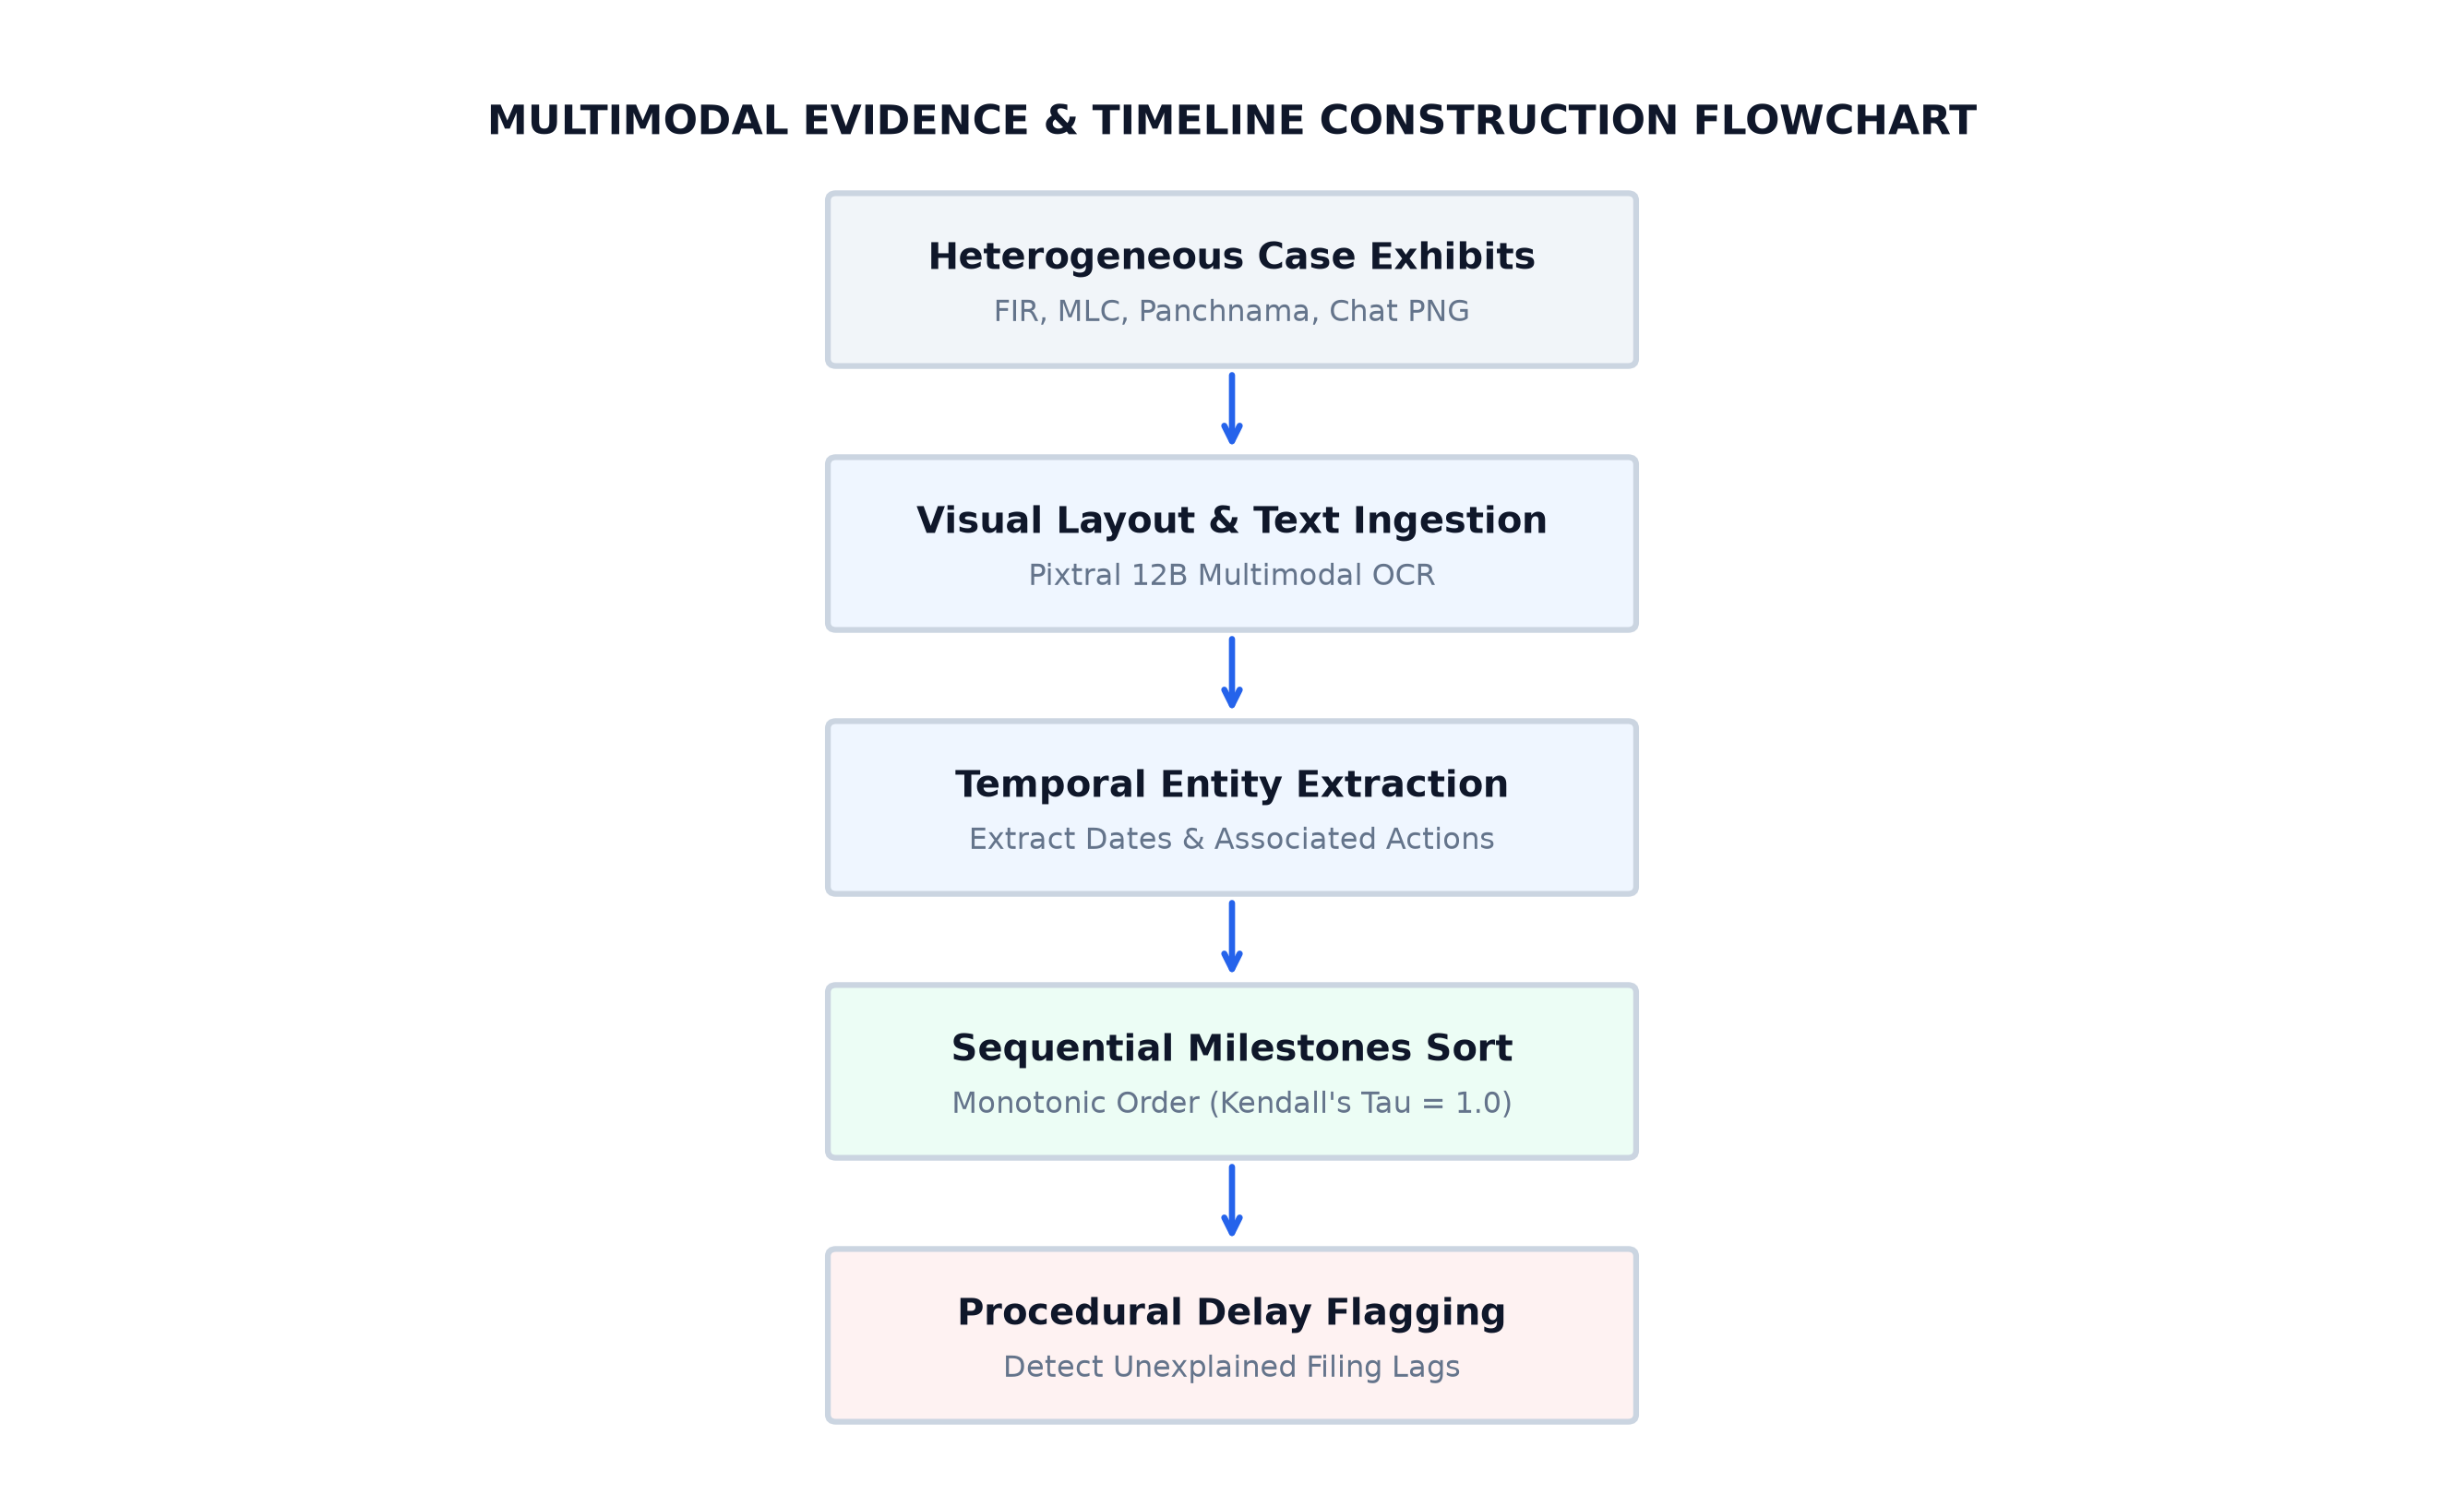 MULTIMODAL EVIDENCE & TIMELINE CONSTRUCTION FLOWCHART
Heterogeneous Case Exhibits
FIR, MLC, Panchnama, Chat PNG
Visual Layout & Text Ingestion
Pixtral 12B Multimodal OCR
Temporal Entity Extraction
Extract Dates & Associated Actions
Sequential Milestones Sort
Monotonic Order (Kendall's Tau = 1.0)
Procedural Delay Flagging
Detect Unexplained Filing Lags